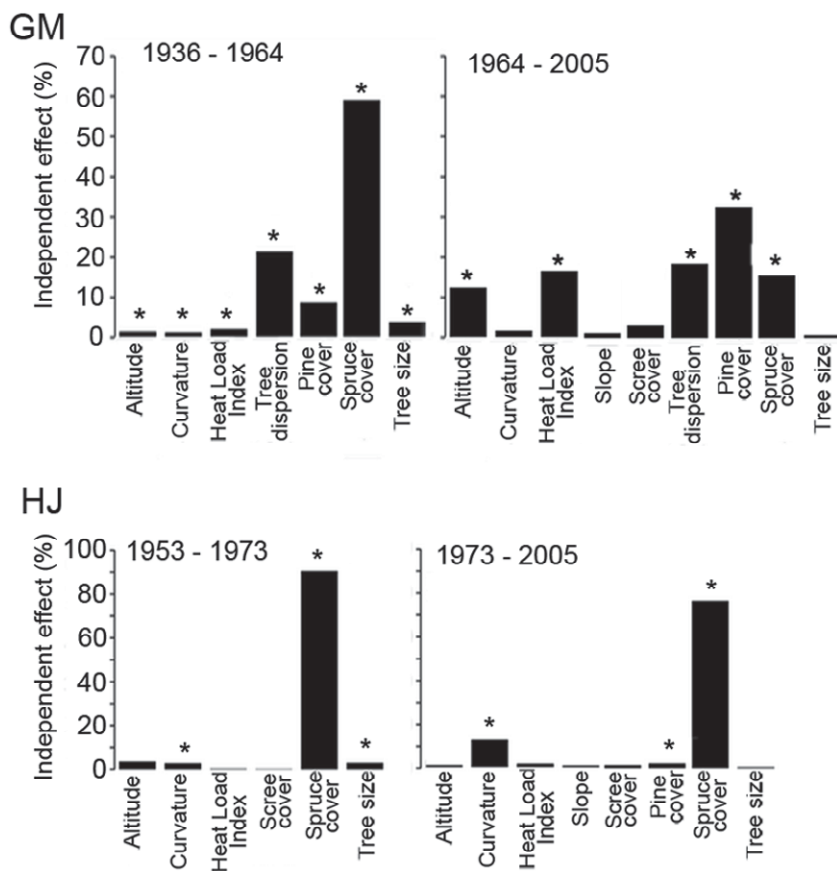 GM
1936 - 1964
1964 - 2005
Independent effect (%)
70
60
50
40
30
20
10
0
*
*
*
*
*
*
*
*
*
*
*
*
Altitude
Curvature
Heat Load
Index
Tree
dispersion
Pine
cover
Spruce
cover
Tree size
Altitude
Curvature
Heat Load
Index
Slope
Scree
cover
Tree
dispersion
Pine
cover
Spruce
cover
Tree size
HJ
1953 - 1973
1973 - 2005
Independent effect (%)
100
80
60
40
20
0
*
*
*
*
*
*
Altitude
Curvature
Heat Load
Index
Scree
cover
Spruce
cover
Tree size
Altitude
Curvature
Heat Load
Index
Slope
Scree
cover
Pine
cover
Spruce
cover
Tree size